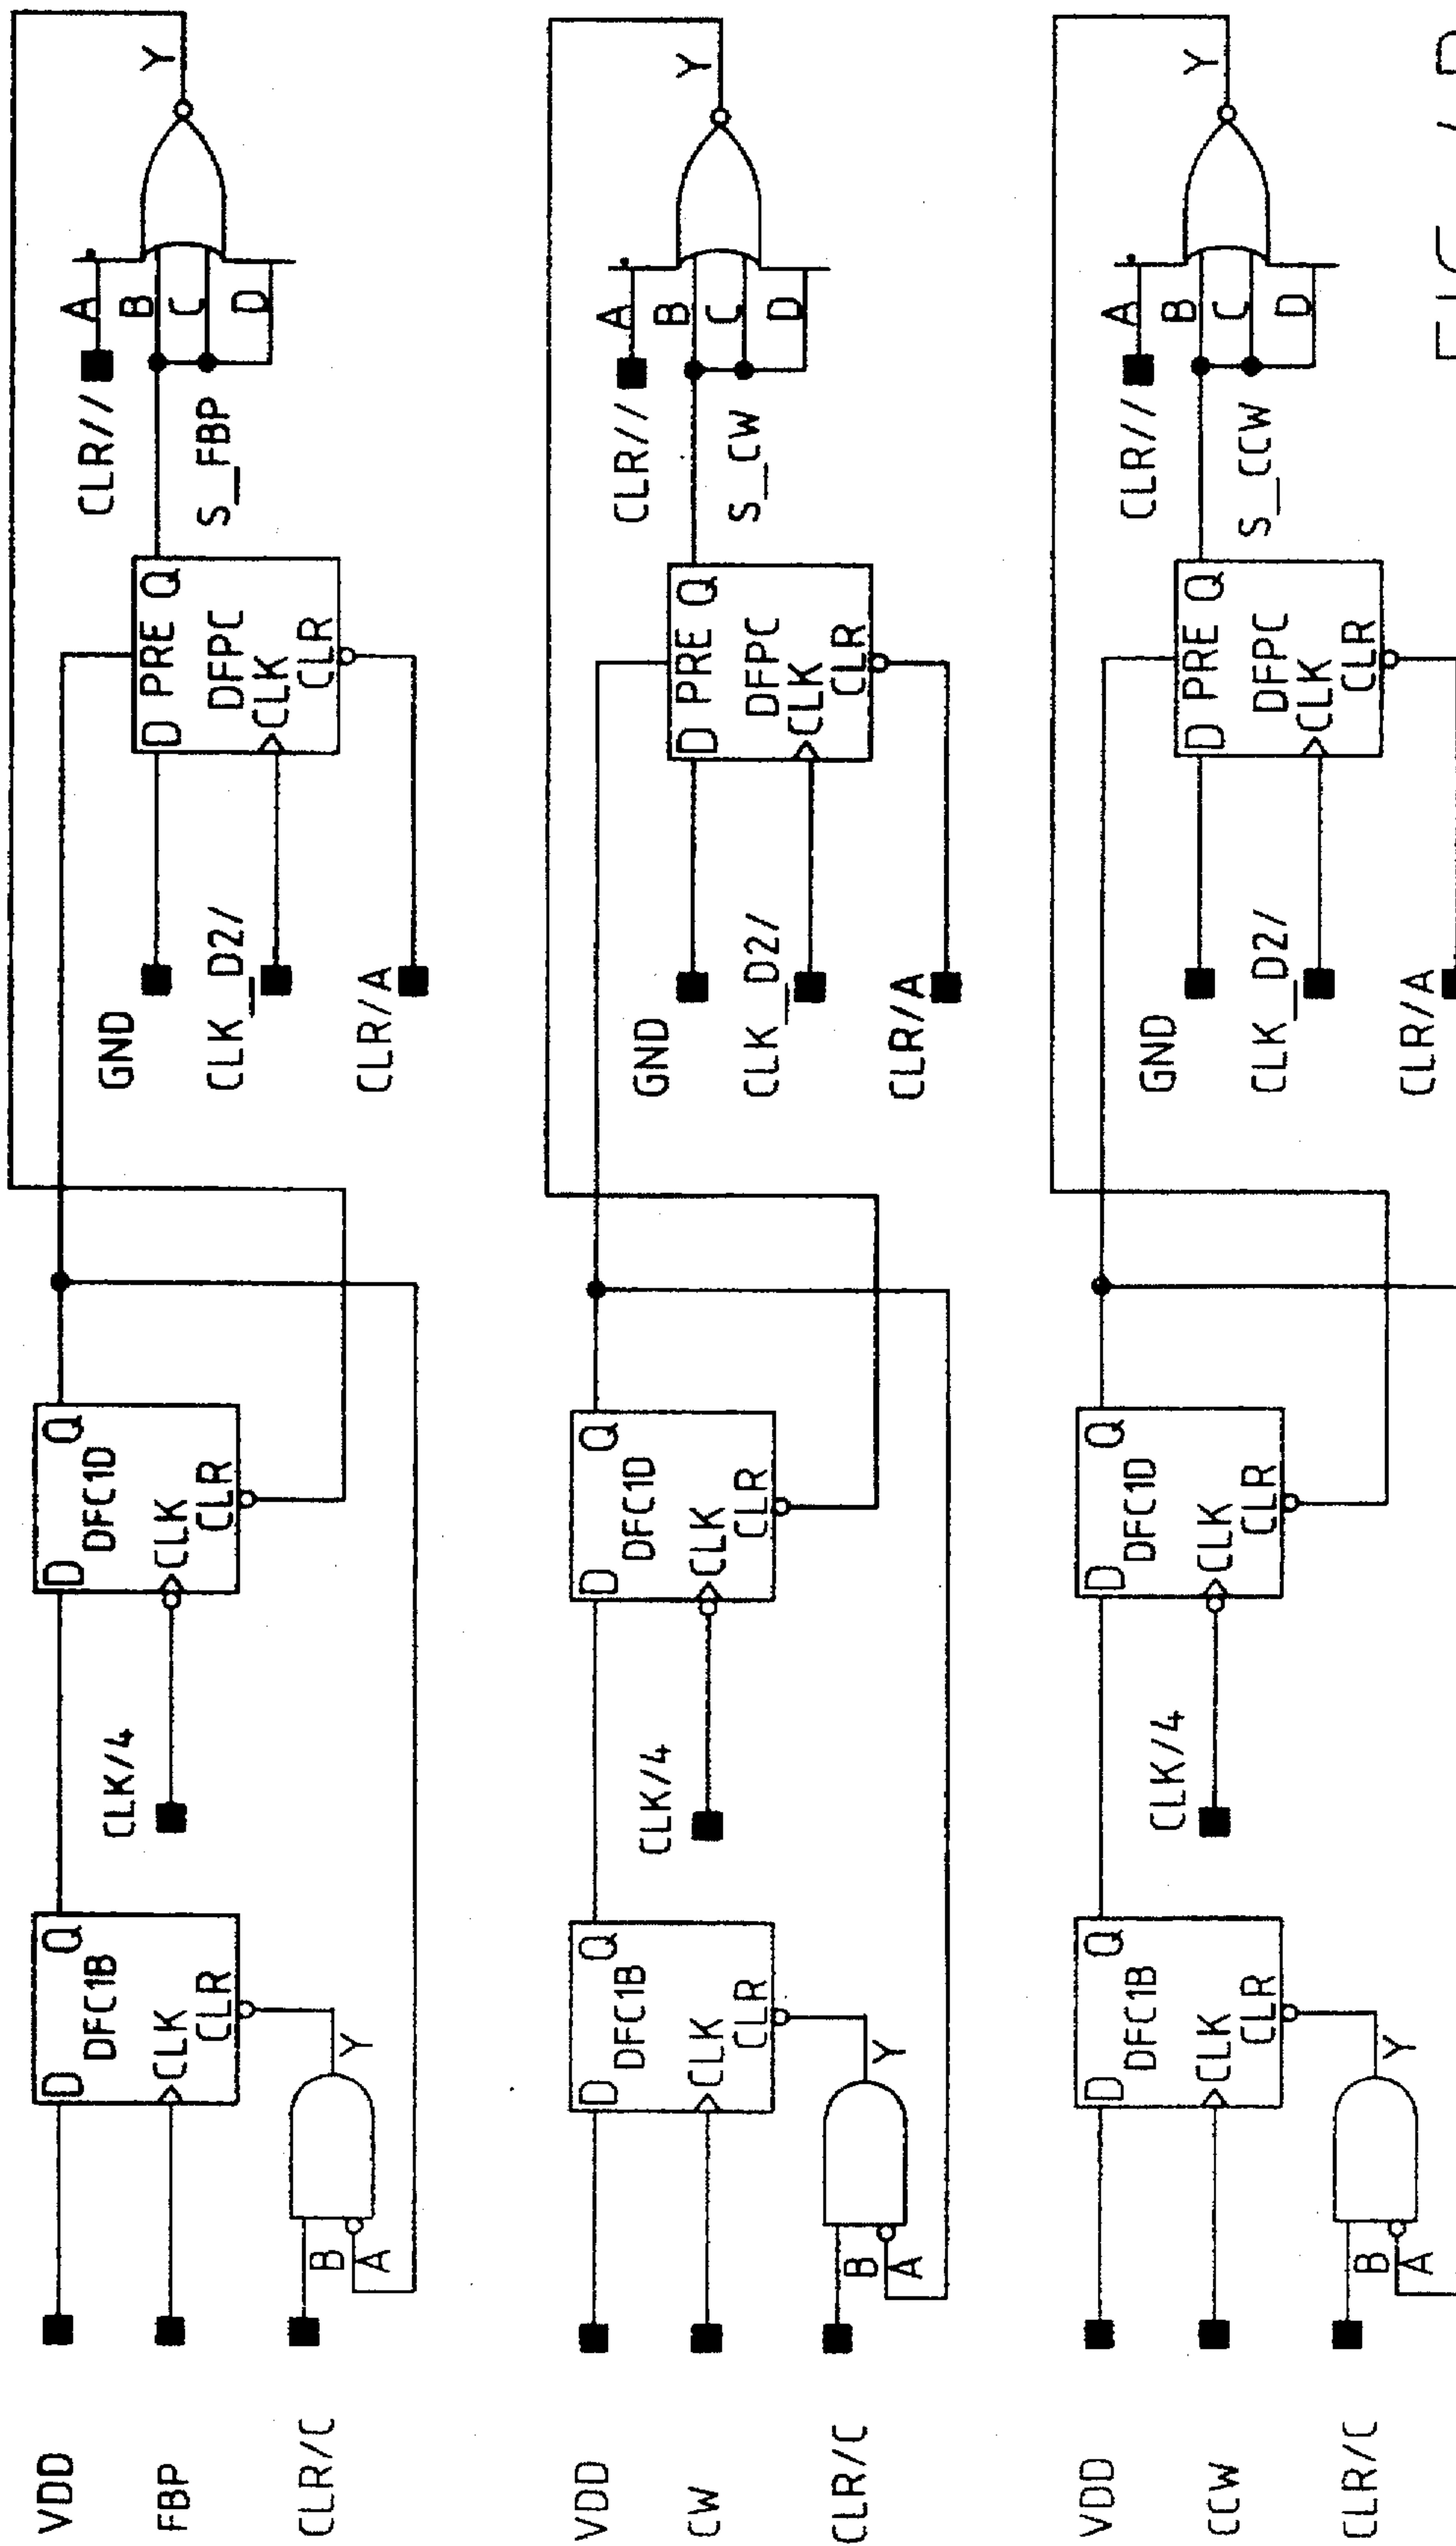 VDD
FBP
CLR/C
D Q
DFC1B
CLK
CLR
B
A
Y
CLK/4
D Q
DFC1D
CLK
CLR
GND
CLK_D2/
CLR/A
D PRE Q
DFPC
CLK
CLR
S_FBP
CLR//
A
B
C
D
Y
VDD
CW
CLR/C
D Q
DFC1B
CLK
CLR
B
A
Y
CLK/4
D Q
DFC1D
CLK
CLR
GND
CLK_D2/
CLR/A
D PRE Q
DFPC
CLK
CLR
S_CW
CLR//
A
B
C
D
Y
VDD
CCW
CLR/C
D Q
DFC1B
CLK
CLR
B
A
Y
CLK/4
D Q
DFC1D
CLK
CLR
GND
CLK_D2/
CLR/A
D PRE Q
DFPC
CLK
CLR
S_CCW
CLR//
A
B
C
D
Y